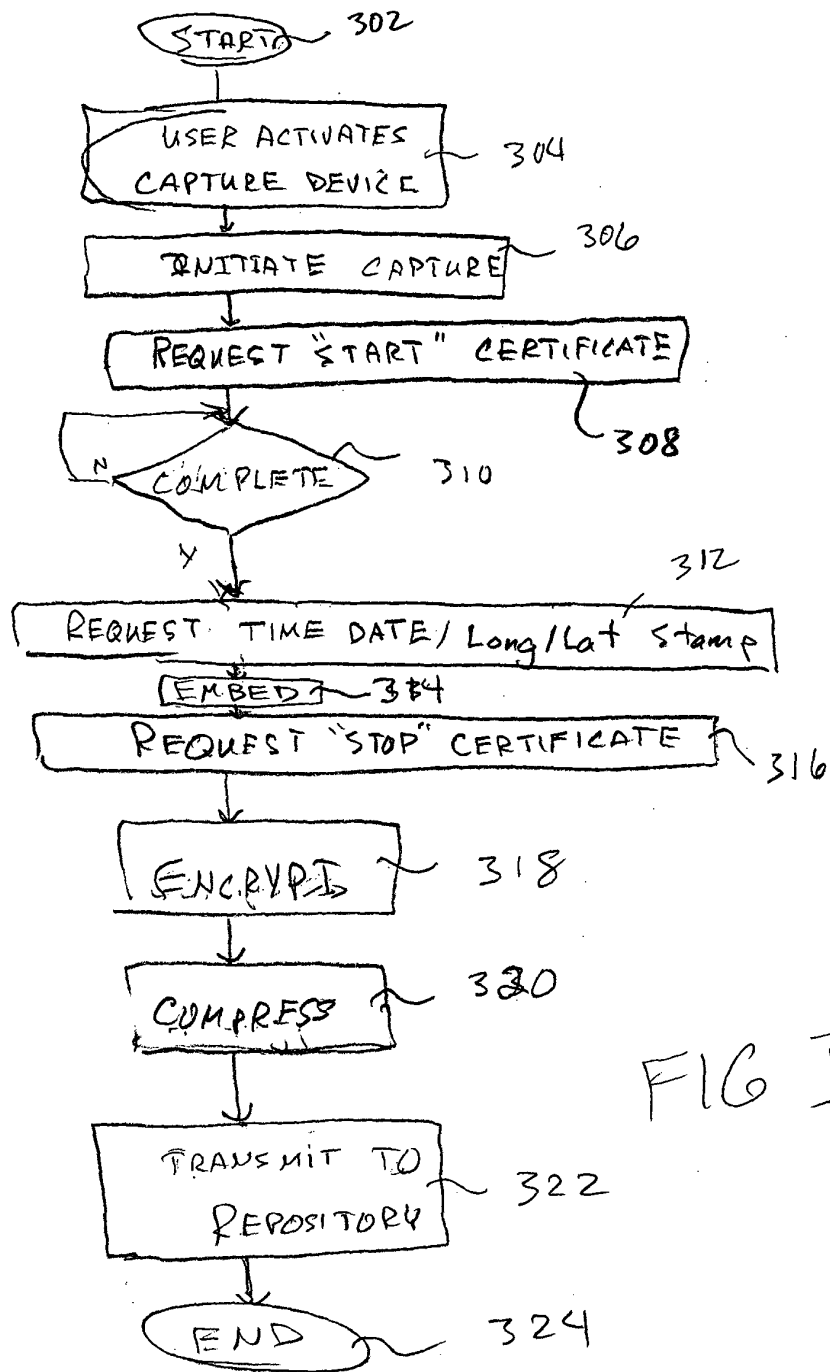 START 302
USER ACTIVATES
CAPTURE DEVICE 304
INITIATE CAPTURE 306
REQUEST "START" CERTIFICATE
308
COMPLETE 310
N
Y
312
REQUEST TIME DATE/Long/Lat Stamp
EMBED 314
REQUEST "STOP" CERTIFICATE 316
ENCRYPT 318
COMPRESS 320
TRANSMIT TO
REPOSITORY 322
END 324
FIG